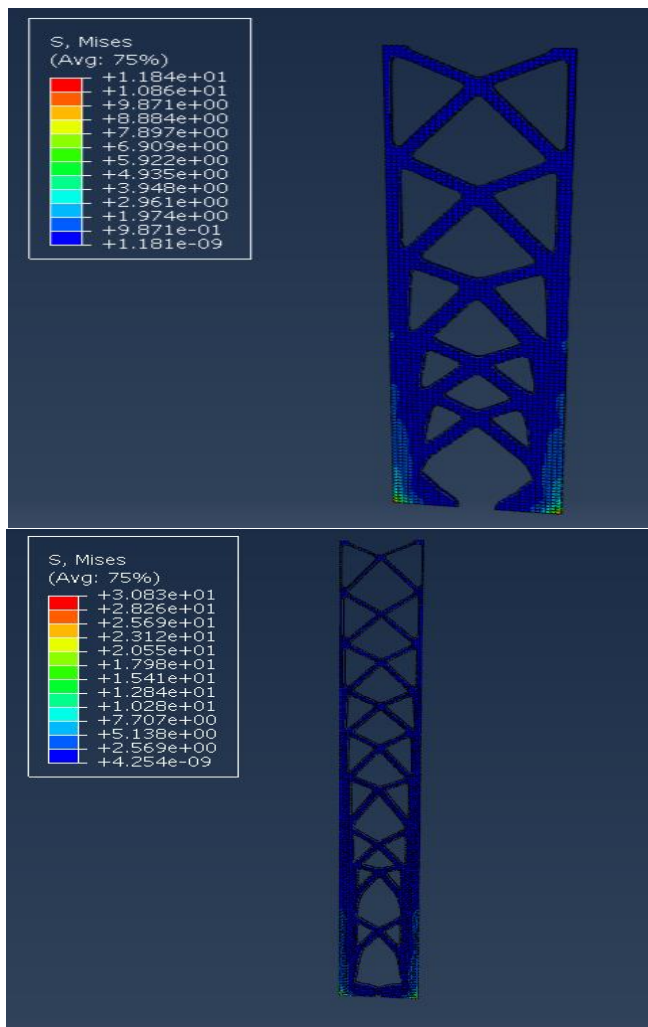 S, Mises
(Avg: 75%)
+1.184e+01
+1.086e+01
+9.871e+00
+8.884e+00
+7.897e+00
+6.909e+00
+5.922e+00
+4.935e+00
+3.948e+00
+2.961e+00
+1.974e+00
+9.871e-01
+1.181e-09
S, Mises
(Avg: 75%)
+3.083e+01
+2.826e+01
+2.569e+01
+2.312e+01
+2.055e+01
+1.798e+01
+1.541e+01
+1.284e+01
+1.028e+01
+7.707e+00
+5.138e+00
+2.569e+00
+4.254e-09